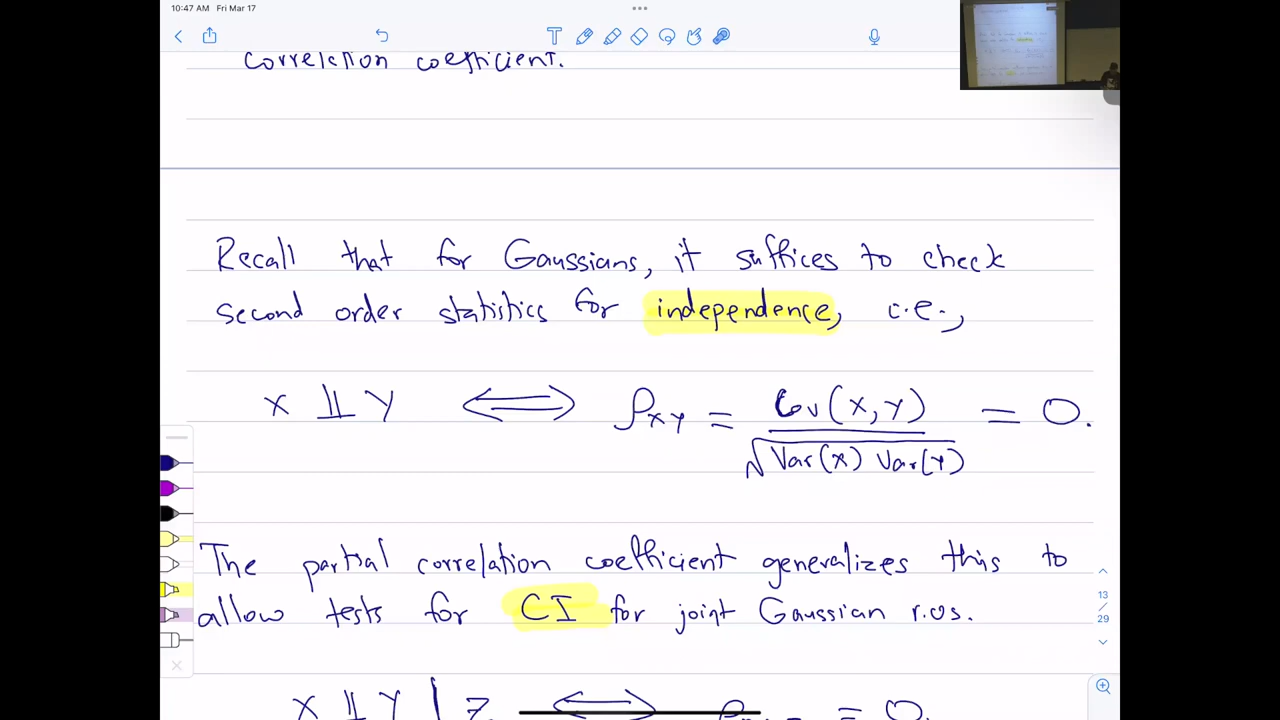 10:47 AM Fri Mar 17
correlation coefficient.
Recall that for Gaussians, it suffices to check
second order statistics for independence, i.e.,
X ⫫ Y ⟺ ρXY = Cov(X,Y) / √Var(X) Var(Y) = 0.
The partial correlation coefficient generalizes this to
allow tests for CI for joint Gaussian r.v.s.
13
/
29
X ⫫ Y | Z ⟺ = 0.